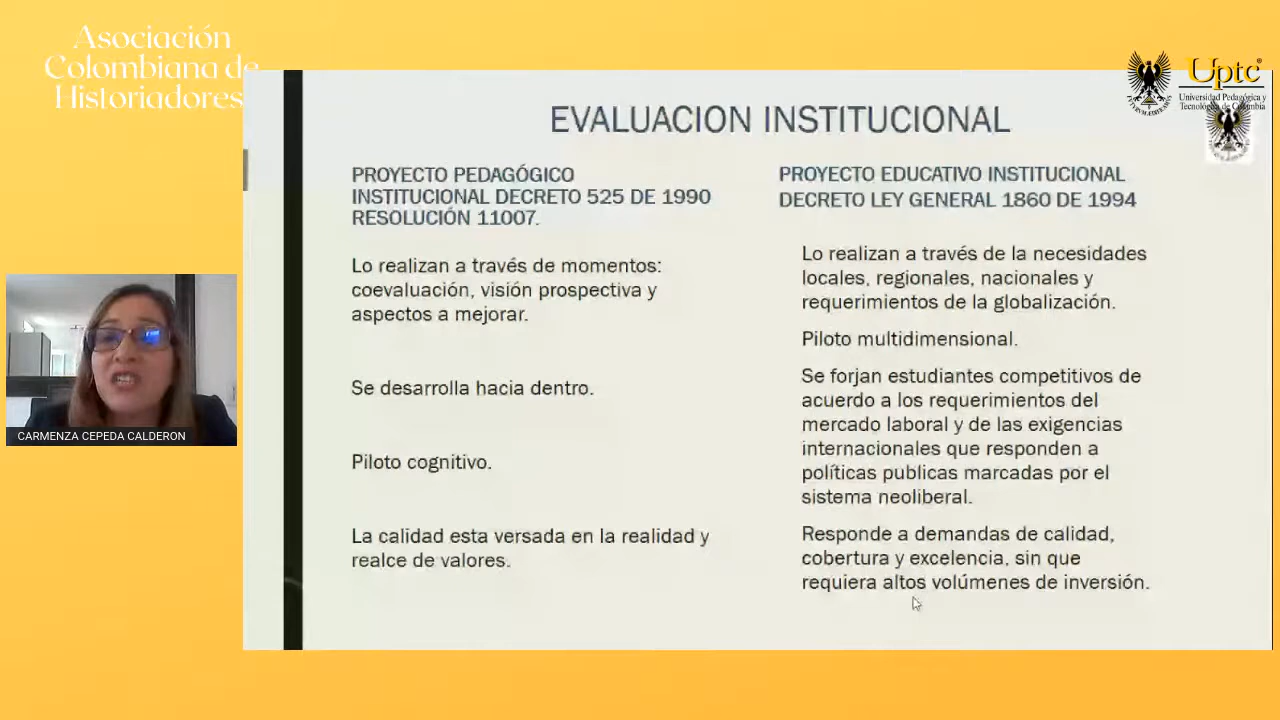 Asociación
Colombiana de
Historiadores
Uptc
Universidad Pedagógica y
Tecnológica de Colombia
EVALUACION INSTITUCIONAL
PROYECTO PEDAGÓGICO
INSTITUCIONAL DECRETO 525 DE 1990
RESOLUCIÓN 11007.
Lo realizan a través de momentos:
coevaluación, visión prospectiva y
aspectos a mejorar.
Se desarrolla hacia dentro.
Piloto cognitivo.
La calidad esta versada en la realidad y
realce de valores.
PROYECTO EDUCATIVO INSTITUCIONAL
DECRETO LEY GENERAL 1860 DE 1994
Lo realizan a través de la necesidades
locales, regionales, nacionales y
requerimientos de la globalización.
Piloto multidimensional.
Se forjan estudiantes competitivos de
acuerdo a los requerimientos del
mercado laboral y de las exigencias
internacionales que responden a
políticas publicas marcadas por el
sistema neoliberal.
Responde a demandas de calidad,
cobertura y excelencia, sin que
requiera altos volúmenes de inversión.
CARMENZA CEPEDA CALDERON